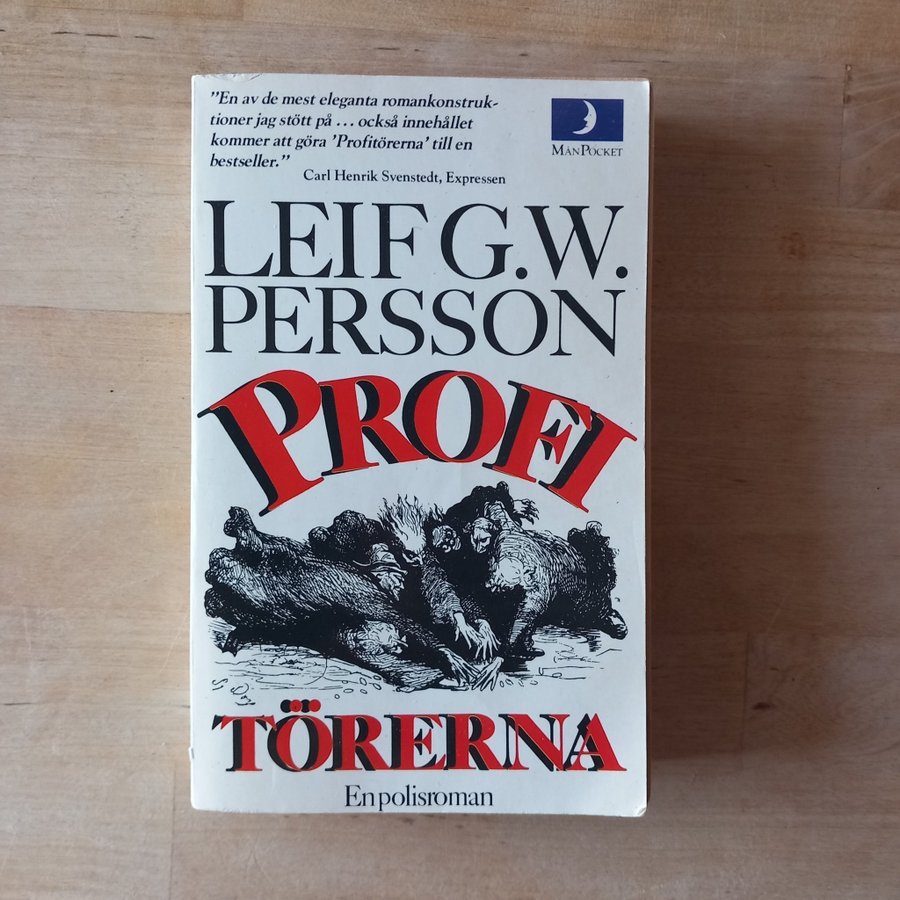 "En av de mest eleganta romankonstruk-
tioner jag stött på ... också innehållet
kommer att göra 'Profitörerna' till en
bestseller."
Carl Henrik Svenstedt, Expressen
MÅNPOCKET
LEIF G.W.
PERSSON
PROFI
TÖRERNA
En polisroman